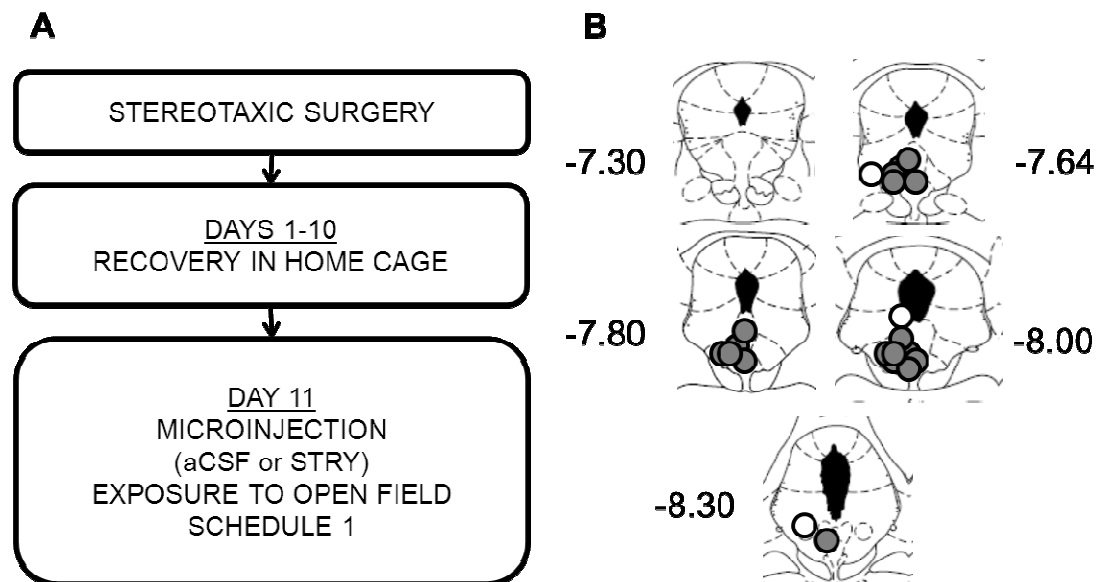 A
STEREOTAXIC SURGERY
DAYS 1-10
RECOVERY IN HOME CAGE
DAY 11
MICROINJECTION
(aCSF or STRY)
EXPOSURE TO OPEN FIELD
SCHEDULE 1
B
-7.30
-7.64
-7.80
-8.00
-8.30